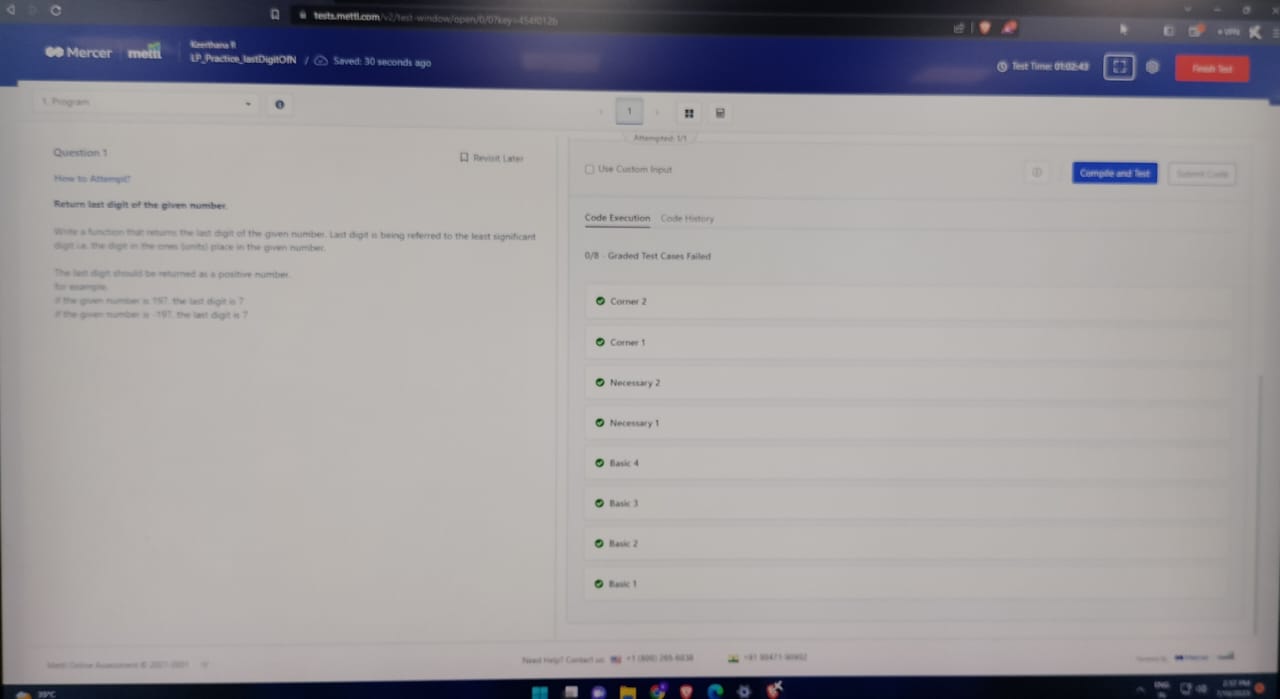 tests.mettl.com/v2/test-window/open/0/0?key=454f012b
VPN
Mercer mettl
Keerthana R
LP_Practice_lastDigitOfN / Saved: 30 seconds ago
Test Time: 01:02:43
Finish Test
1. Program
1
Attempted: 1/1
Question 1
Revisit Later
How to Attempt?
Return last digit of the given number.
Write a function that returns the last digit of the given number. Last digit is being referred to the least significant
digit i.e. the digit in the ones (units) place in the given number.
The last digit should be returned as a positive number.
for example,
if the given number is 197, the last digit is 7
if the given number is -197, the last digit is 7
Use Custom Input
Compile and Test
Submit Code
Code Execution Code History
0/8 - Graded Test Cases Failed
Corner 2
Corner 1
Necessary 2
Necessary 1
Basic 4
Basic 3
Basic 2
Basic 1
Mettl Online Assessment © 2021-2031
Need Help? Contact us
+1 (800) 265-6038
+91 80471-90902
Powered By
ENG